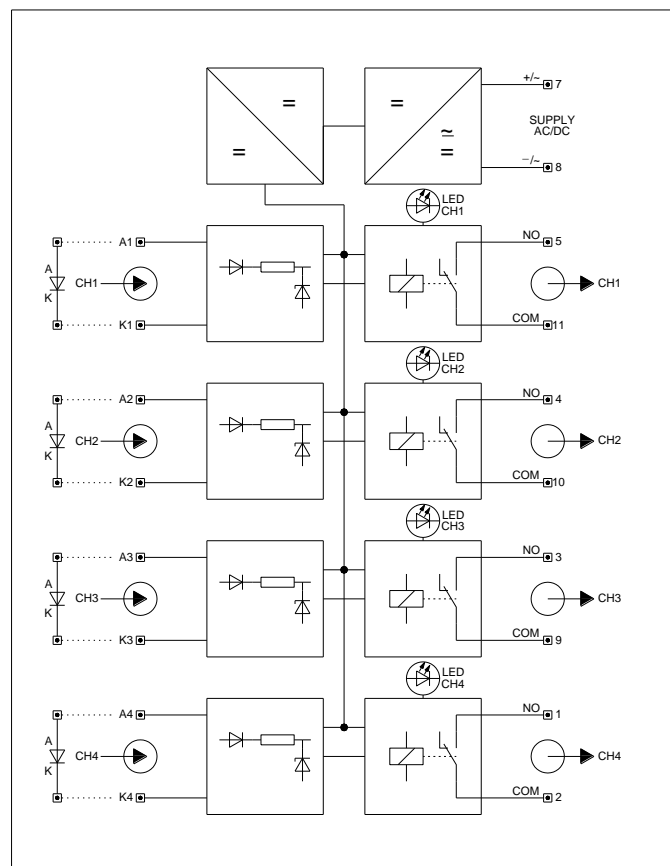 +/~ 7
SUPPLY
AC/DC
−/~ 8
=
=
=
≃
=
LED
CH1
A1
NO 5
A
CH1
CH1
K
K1
COM 11
LED
CH2
A2
NO 4
A
CH2
CH2
K
K2
COM 10
LED
CH3
A3
NO 3
A
CH3
CH3
K
K3
COM 9
LED
CH4
A4
NO 1
A
CH4
CH4
K
K4
COM 2